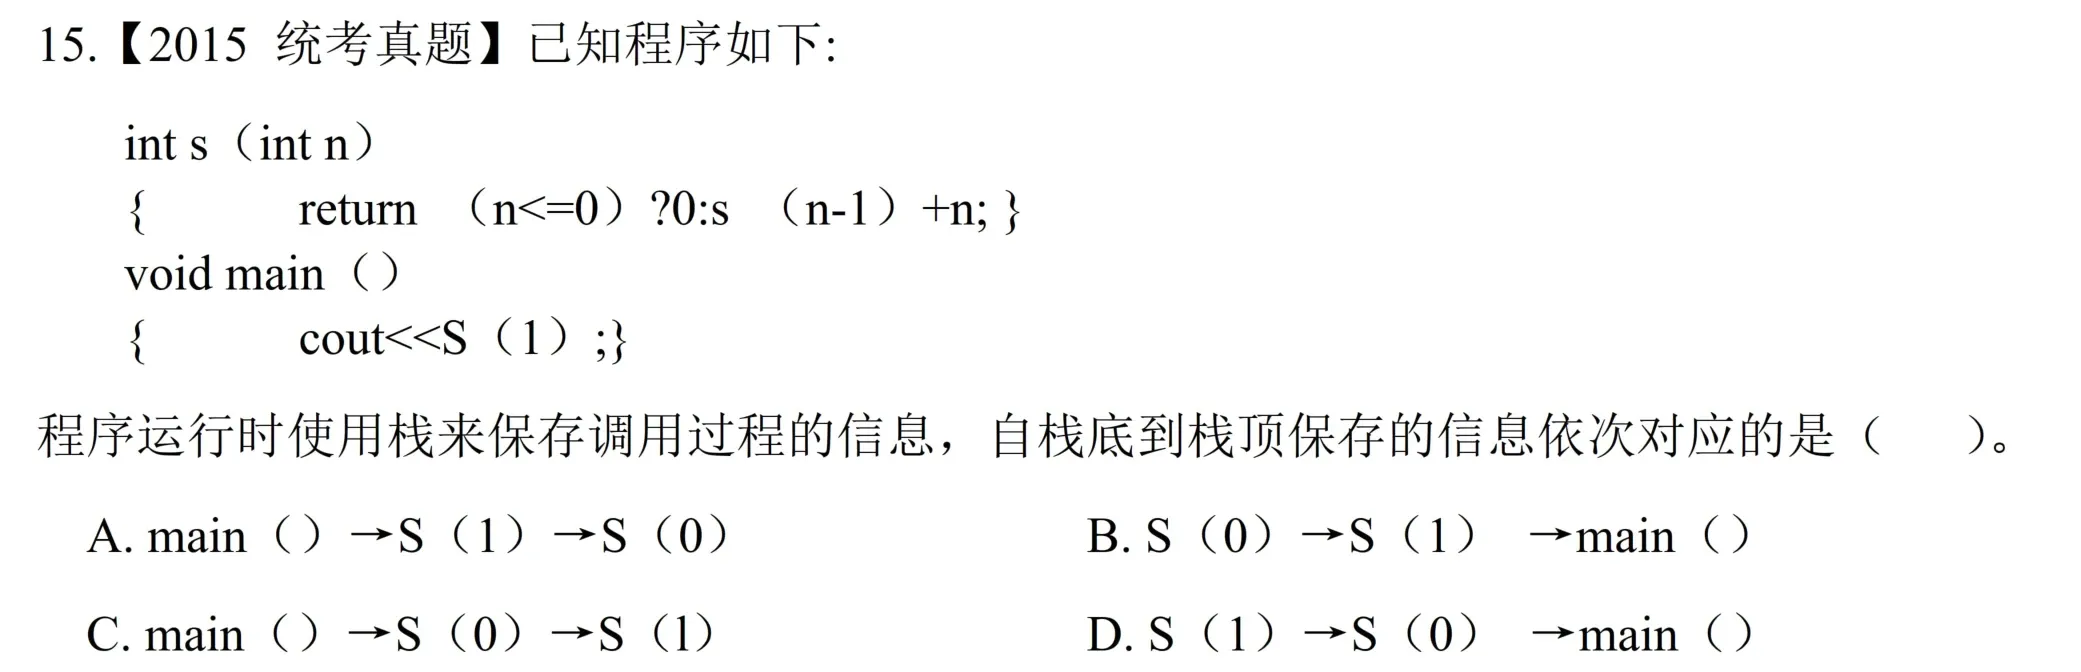 15.【2015 统考真题】已知程序如下:
int s（int n）
{ return （n<=0）?0:s （n-1）+n; }
void main（）
{ cout<<S（1）;}
程序运行时使用栈来保存调用过程的信息，自栈底到栈顶保存的信息依次对应的是（ ）。
A. main（）→S（1）→S（0） B. S（0）→S（1） →main（）
C. main（）→S（0）→S（l） D. S（1）→S（0） →main（）